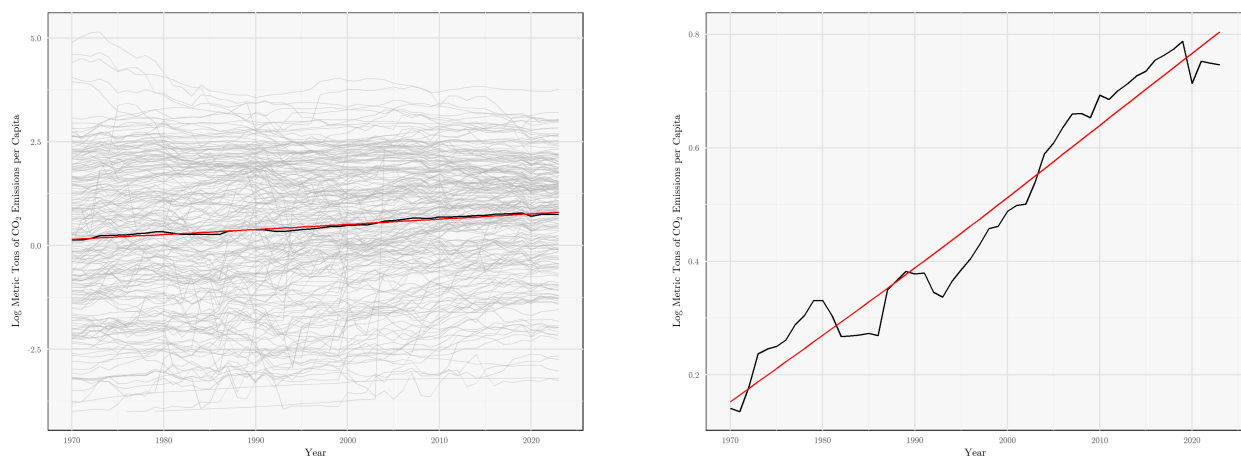 Log Metric Tons of CO₂ Emissions per Capita
5.0
2.5
0.0
-2.5
1970 1980 1990 2000 2010 2020
Year
Log Metric Tons of CO₂ Emissions per Capita
0.8
0.6
0.4
0.2
1970 1980 1990 2000 2010 2020
Year